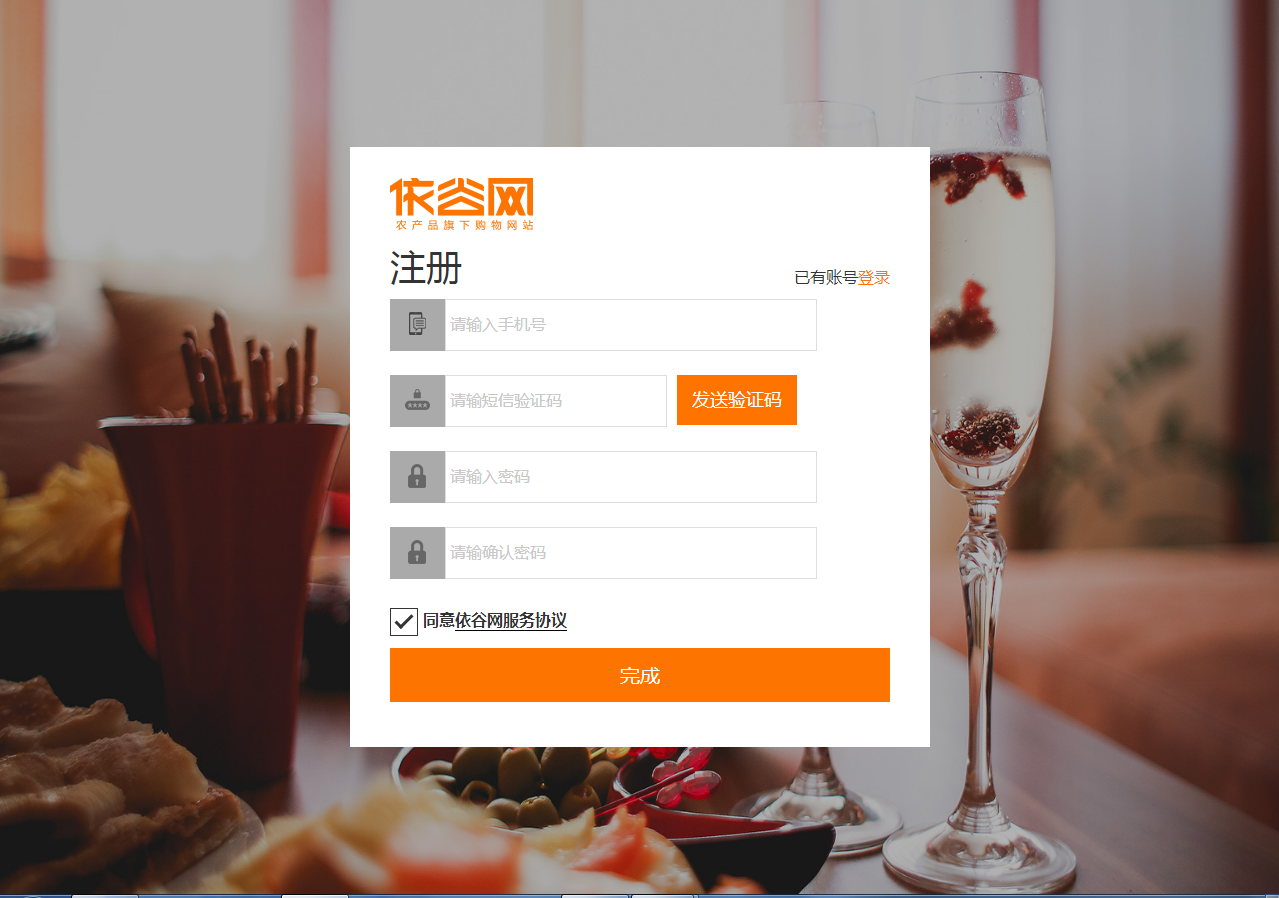 依谷网
农产品旗下购物网站
注册
已有账号登录
请输入手机号
请输短信验证码
发送验证码
请输入密码
请输确认密码
同意依谷网服务协议
完成